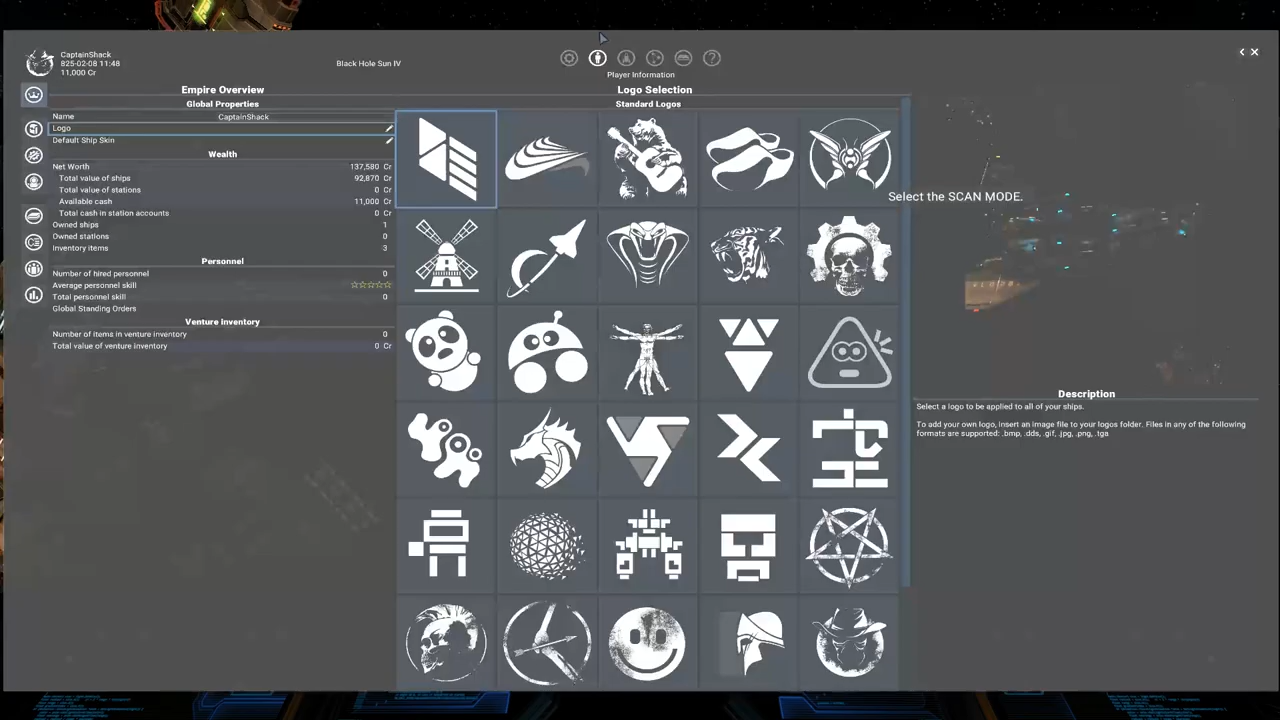 CaptainShack
825-02-08 11:48
11,000 Cr
Black Hole Sun IV
Player Information
Empire Overview
Global Properties
Name CaptainShack
Logo
Default Ship Skin
Wealth
Net Worth 137,580 Cr
Total value of ships 92,870 Cr
Total value of stations 0 Cr
Available cash 11,000 Cr
Total cash in station accounts 0 Cr
Owned ships 1
Owned stations 0
Inventory items 3
Personnel
Number of hired personnel 0
Average personnel skill ☆☆☆☆☆
Total personnel skill 0
Global Standing Orders
Venture Inventory
Number of items in venture inventory 0
Total value of venture inventory 0 Cr
Logo Selection
Standard Logos
Select the SCAN MODE.
Description
Select a logo to be applied to all of your ships.
To add your own logo, insert an image file to your logos folder. Files in any of the following
formats are supported: .bmp, .dds, .gif, .jpg, .png, .tga